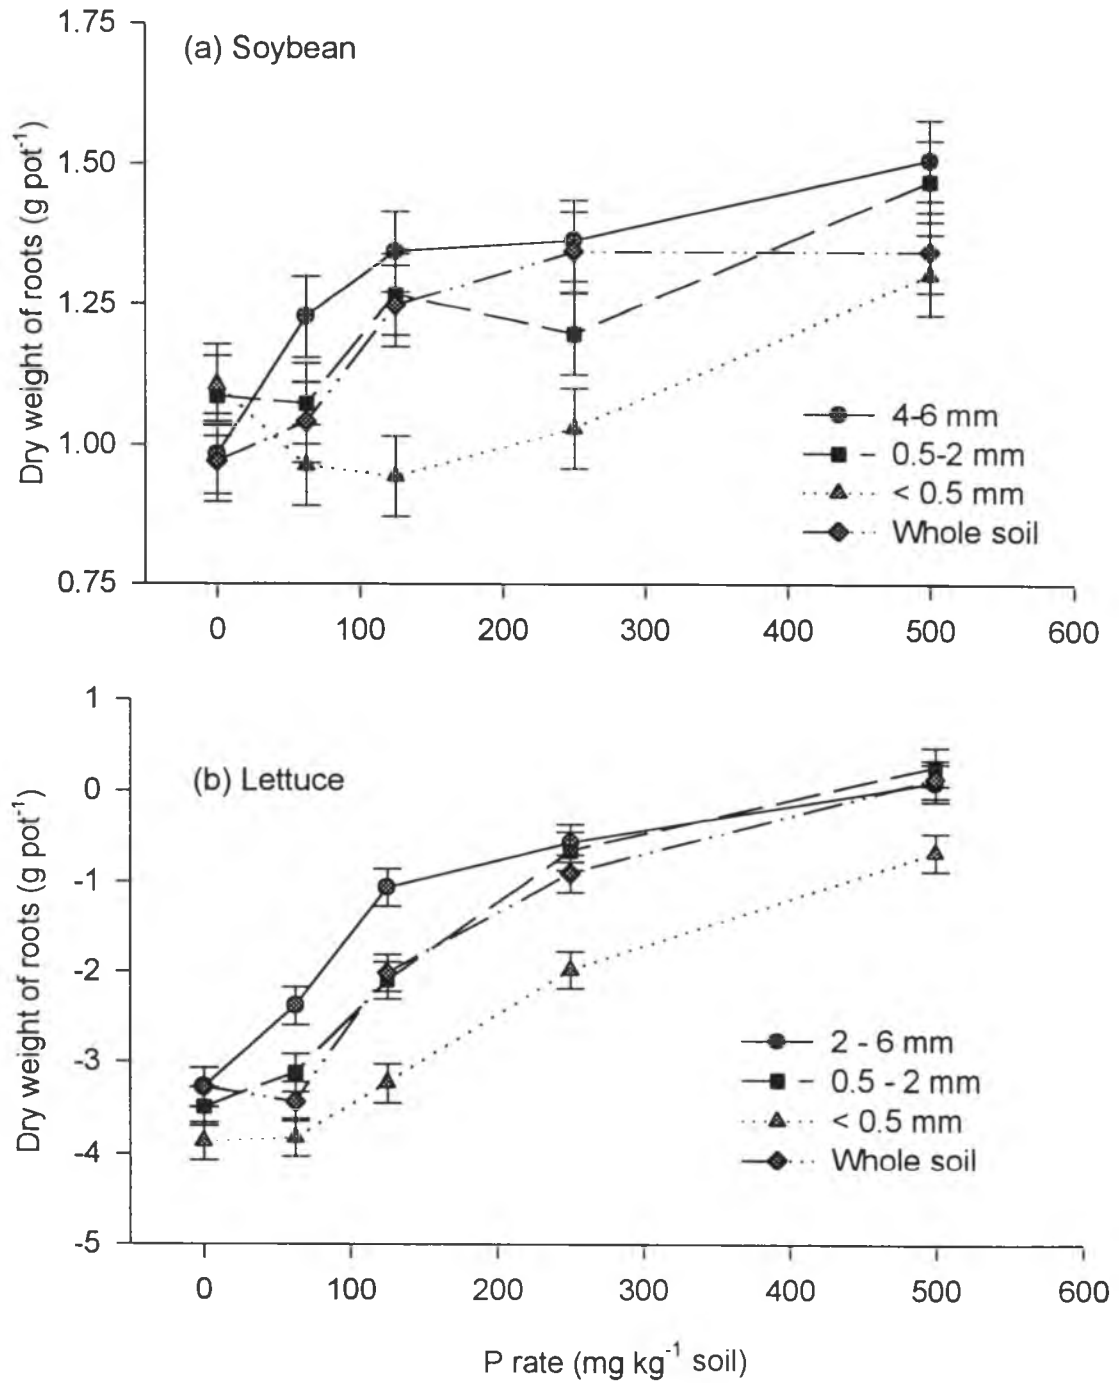 (a) Soybean
Dry weight of roots (g pot⁻¹)
1.75
1.50
1.25
1.00
0.75
0 100 200 300 400 500 600
4-6 mm
0.5-2 mm
< 0.5 mm
Whole soil
(b) Lettuce
Dry weight of roots (g pot⁻¹)
1
0
-1
-2
-3
-4
-5
0 100 200 300 400 500 600
2 - 6 mm
0.5 - 2 mm
< 0.5 mm
Whole soil
P rate (mg kg⁻¹ soil)